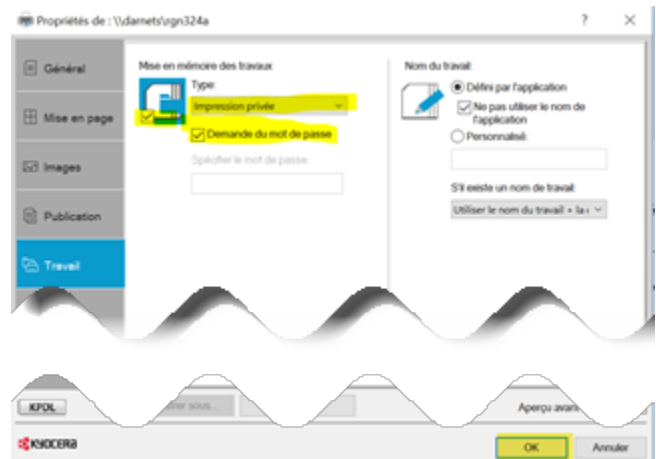 Propriétés de : \\darnets\rgn324a
Général
Mise en page
Images
Publication
Travail
Mise en mémoire des travaux
Type:
Impression privée
Demande du mot de passe
Spécifier le mot de passe:
Nom du travail:
Défini par l'application
Ne pas utiliser le nom de
l'application
Personnalisé:
S'il existe un nom de travail:
Utiliser le nom du travail + la
KPDL
sous...
Aperçu avant
KYOCERA
OK
Annuler